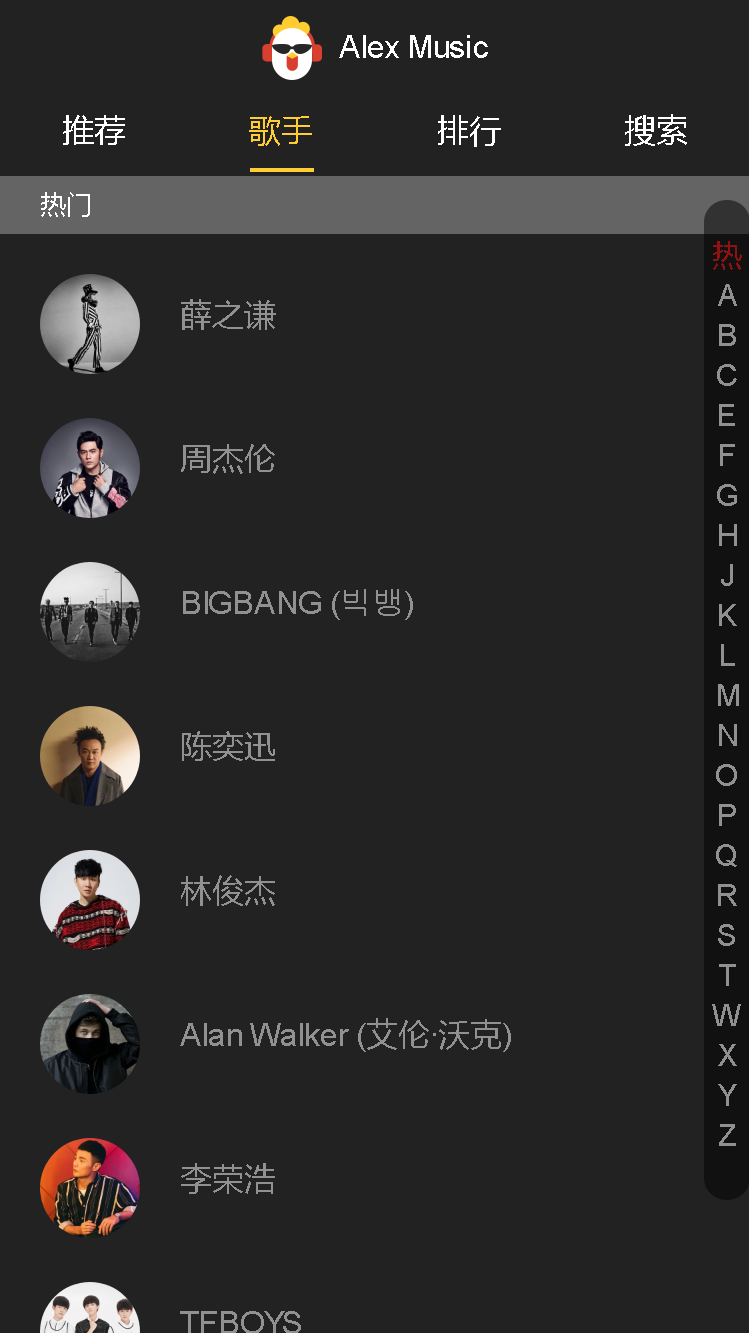 Alex Music
推荐 歌手 排行 搜索
热门
薛之谦
周杰伦
BIGBANG (빅뱅)
陈奕迅
林俊杰
Alan Walker (艾伦·沃克)
李荣浩
TFBOYS
热
A
B
C
E
F
G
H
J
K
L
M
N
O
P
Q
R
S
T
W
X
Y
Z